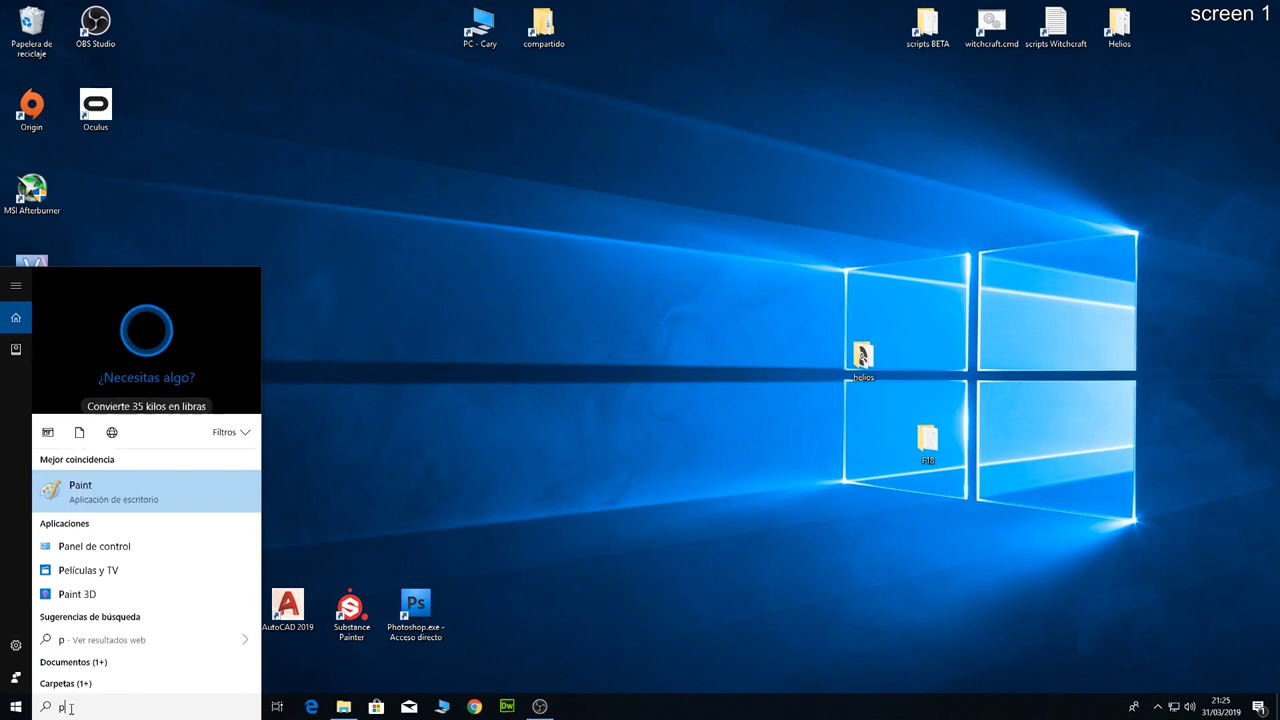 screen 1
Papelera de
reciclaje
OBS Studio
PC - Cary
compartido
scripts BETA
witchcraft.cmd
scripts Witchcraft
Helios
Origin
Oculus
MSI Afterburner
helios
F18
¿Necesitas algo?
Convierte 35 kilos en libras
Filtros
Mejor coincidencia
Paint
Aplicación de escritorio
Aplicaciones
Panel de control
Películas y TV
Paint 3D
Sugerencias de búsqueda
p - Ver resultados web
Documentos (1+)
Carpetas (1+)
p
AutoCAD 2019
Substance
Painter
Ps
Photoshop.exe -
Acceso directo
Dw
21:25
31/03/2019
1